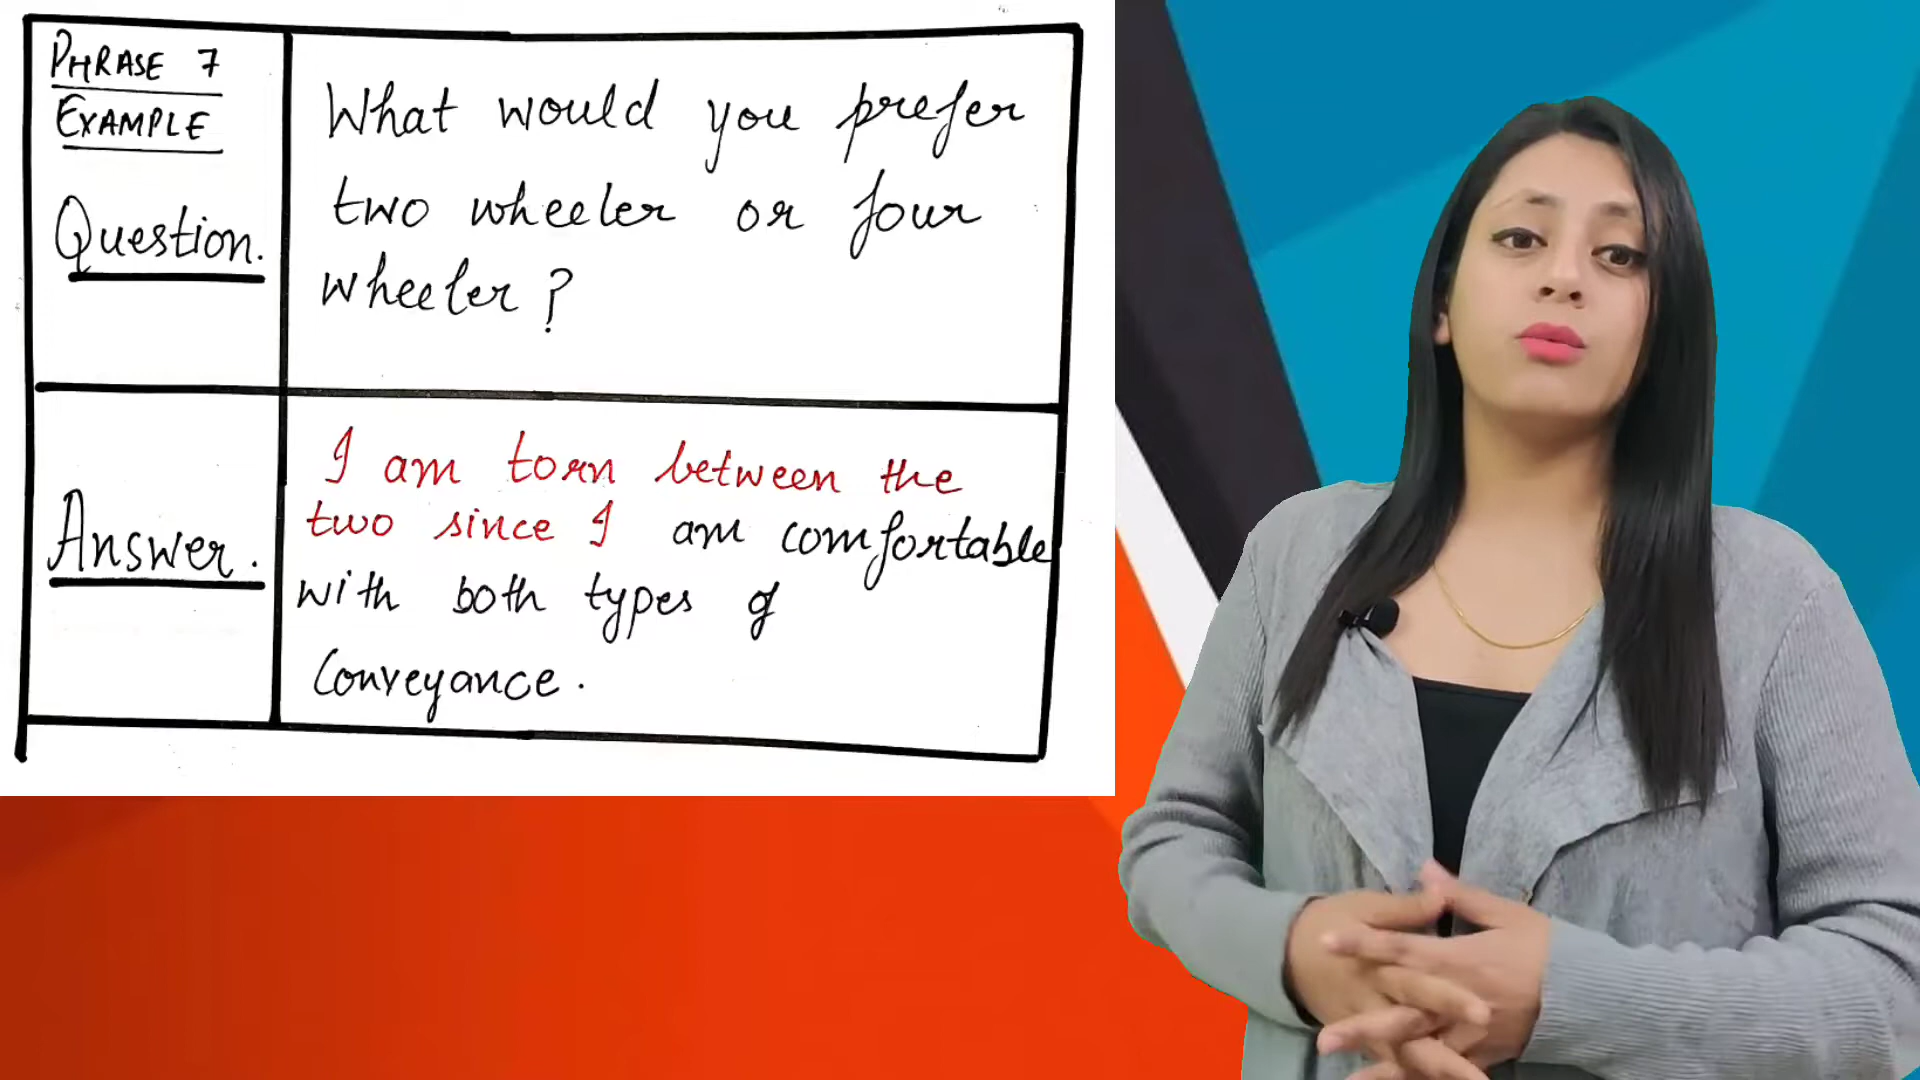 PHRASE 7
EXAMPLE
Question.
What would you prefer
two wheeler or four
wheeler?
Answer.
I am torn between the
two since I am comfortable
with both types of
Conveyance.